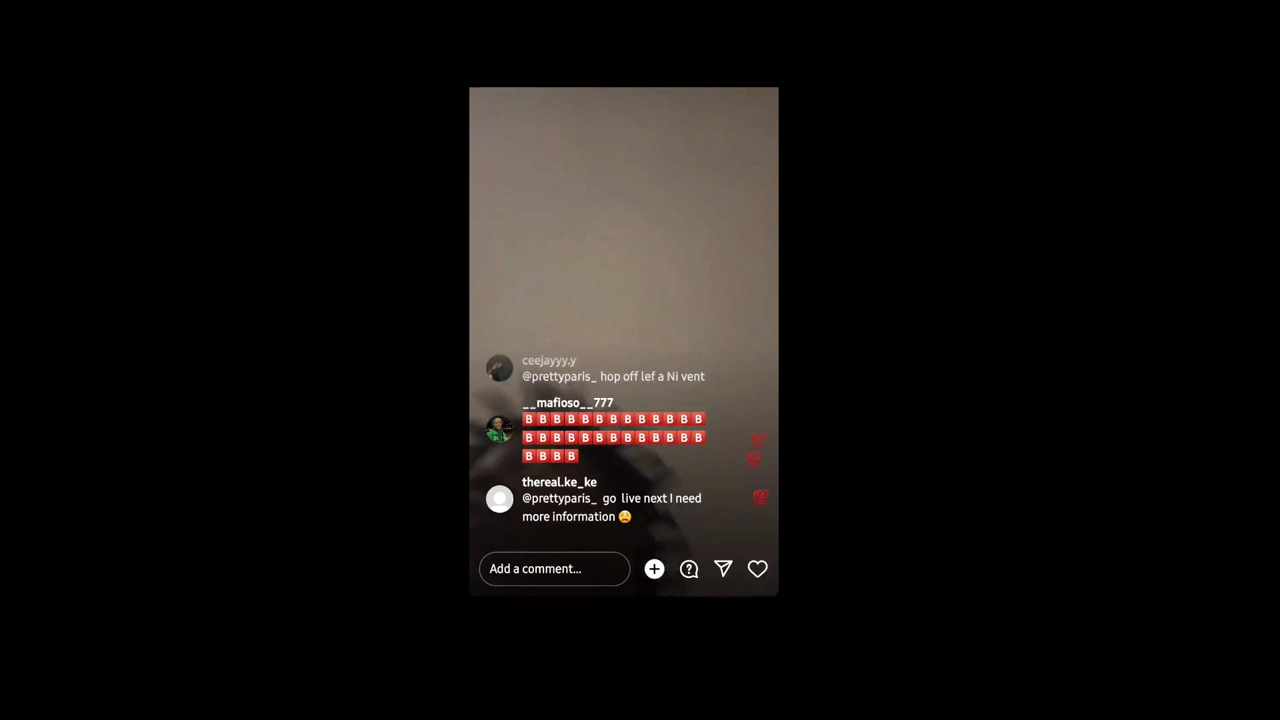 ceejayyy.y
@prettyparis_ hop off lef a Ni vent
__mafioso__777
🅱🅱🅱🅱🅱🅱🅱🅱🅱🅱🅱🅱🅱
🅱🅱🅱🅱🅱🅱🅱🅱🅱🅱🅱🅱🅱
🅱🅱🅱🅱
thereal.ke_ke
@prettyparis_ go live next I need
more information 😩
Add a comment...